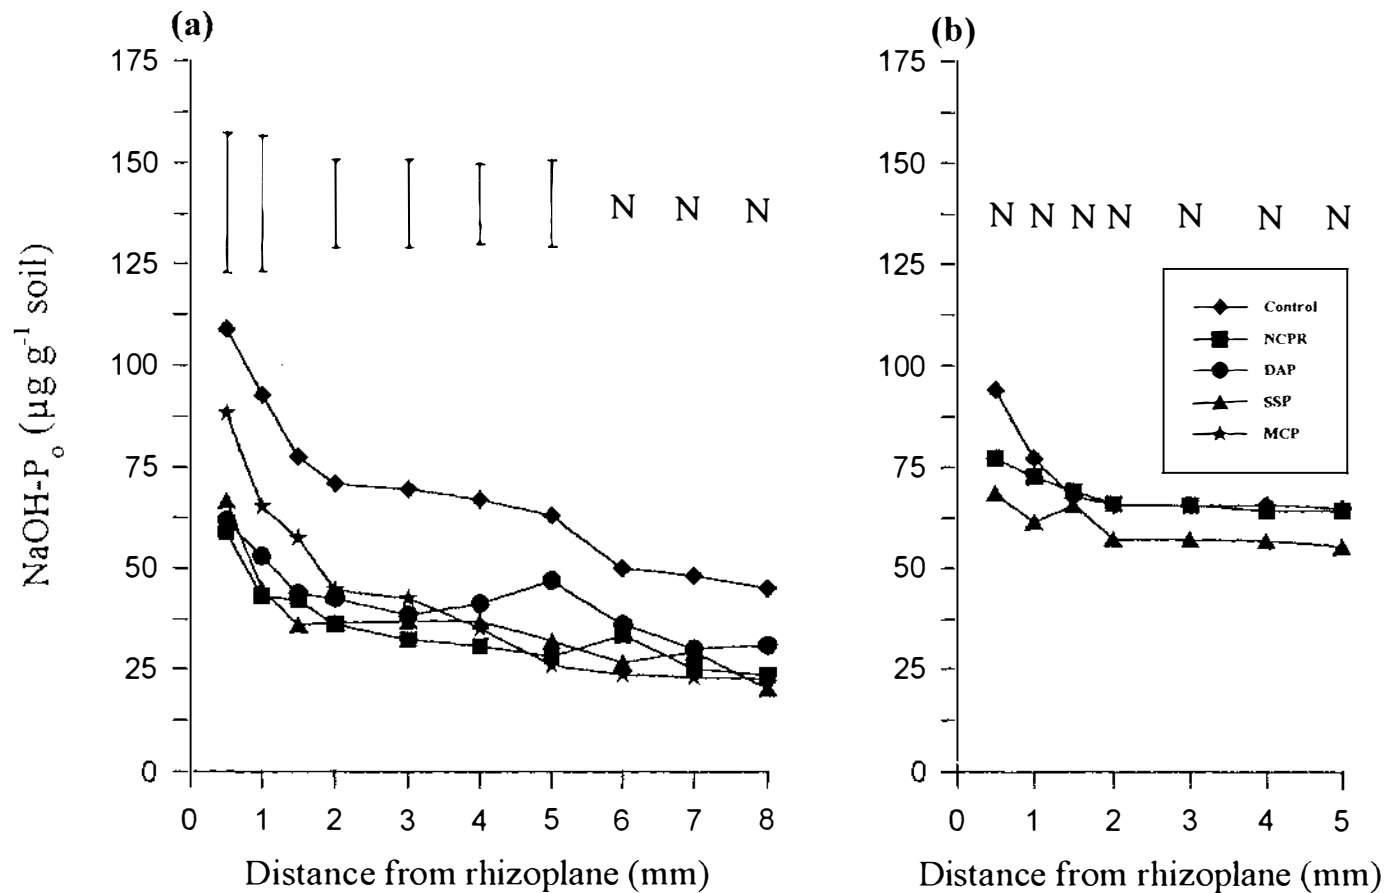 (a)
NaOH-Pₒ (µg g⁻¹ soil)
175
150
125
100
75
50
25
0
N N N
0 1 2 3 4 5 6 7 8
Distance from rhizoplane (mm)
(b)
175
150
125
100
75
50
25
0
N N N N N N N
Control
NCPR
DAP
SSP
MCP
0 1 2 3 4 5
Distance from rhizoplane (mm)